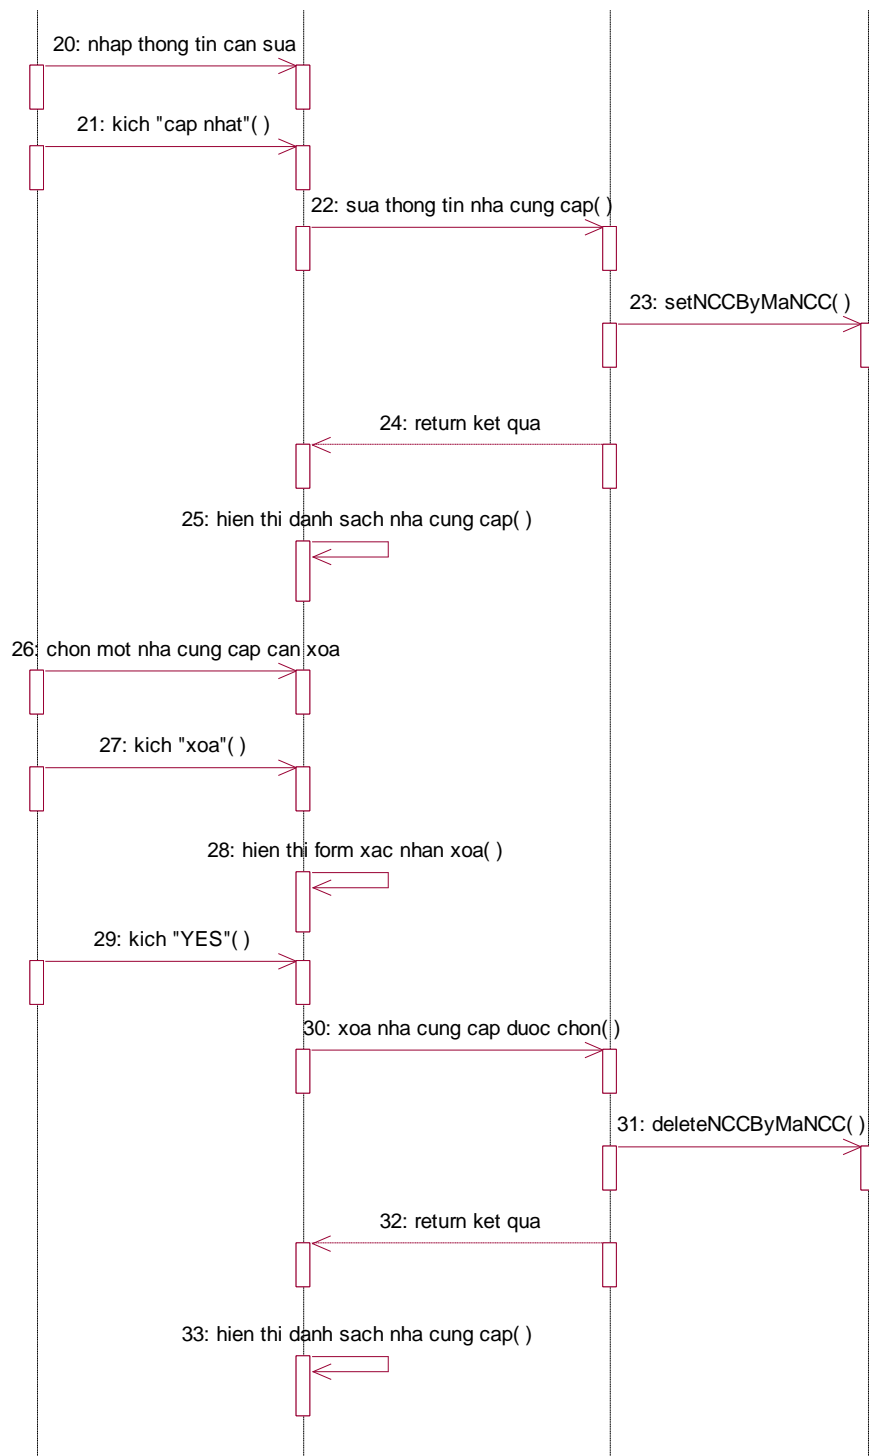 20: nhap thong tin can sua
21: kich "cap nhat"( )
22: sua thong tin nha cung cap( )
23: setNCCByMaNCC( )
24: return ket qua
25: hien thi danh sach nha cung cap( )
26: chon mot nha cung cap can xoa
27: kich "xoa"( )
28: hien thi form xac nhan xoa( )
29: kich "YES"( )
30: xoa nha cung cap duoc chon( )
31: deleteNCCByMaNCC( )
32: return ket qua
33: hien thi danh sach nha cung cap( )